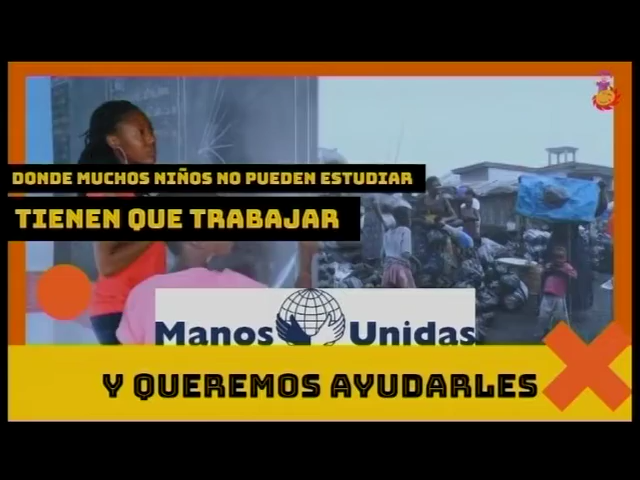 DONDE MUCHOS NIÑOS NO PUEDEN ESTUDIAR
TIENEN QUE TRABAJAR
Manos Unidas
Y QUEREMOS AYUDARLES